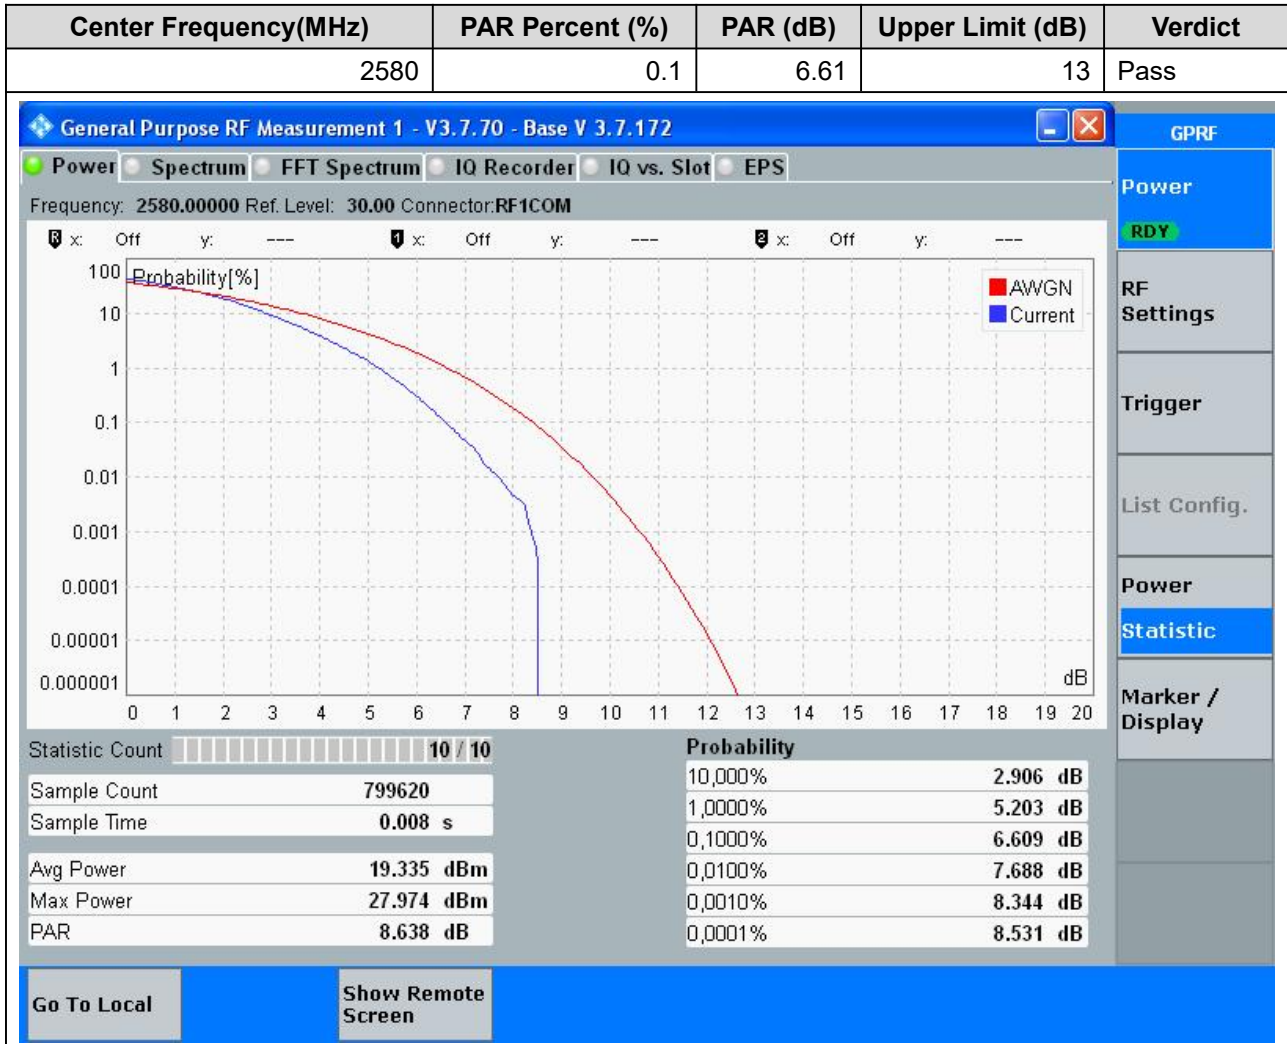 Center Frequency(MHz) PAR Percent (%) PAR (dB) Upper Limit (dB) Verdict
2580 0.1 6.61 13 Pass
General Purpose RF Measurement 1 - V3.7.70 - Base V 3.7.172
GPRF
Power Spectrum FFT Spectrum IQ Recorder IQ vs. Slot EPS
Frequency: 2580.00000 Ref. Level: 30.00 Connector:RF1COM
R x: Off y: --- 1 x: Off y: --- 2 x: Off y: ---
Probability[%]
AWGN
Current
100
10
1
0.1
0.01
0.001
0.0001
0.00001
0.000001
dB
0 1 2 3 4 5 6 7 8 9 10 11 12 13 14 15 16 17 18 19 20
Statistic Count 10 / 10
Sample Count 799620
Sample Time 0.008 s
Avg Power 19.335 dBm
Max Power 27.974 dBm
PAR 8.638 dB
Probability
10,000% 2.906 dB
1,0000% 5.203 dB
0,1000% 6.609 dB
0,0100% 7.688 dB
0,0010% 8.344 dB
0,0001% 8.531 dB
Power
RDY
RF
Settings
Trigger
List Config.
Power
Statistic
Marker /
Display
Go To Local
Show Remote
Screen